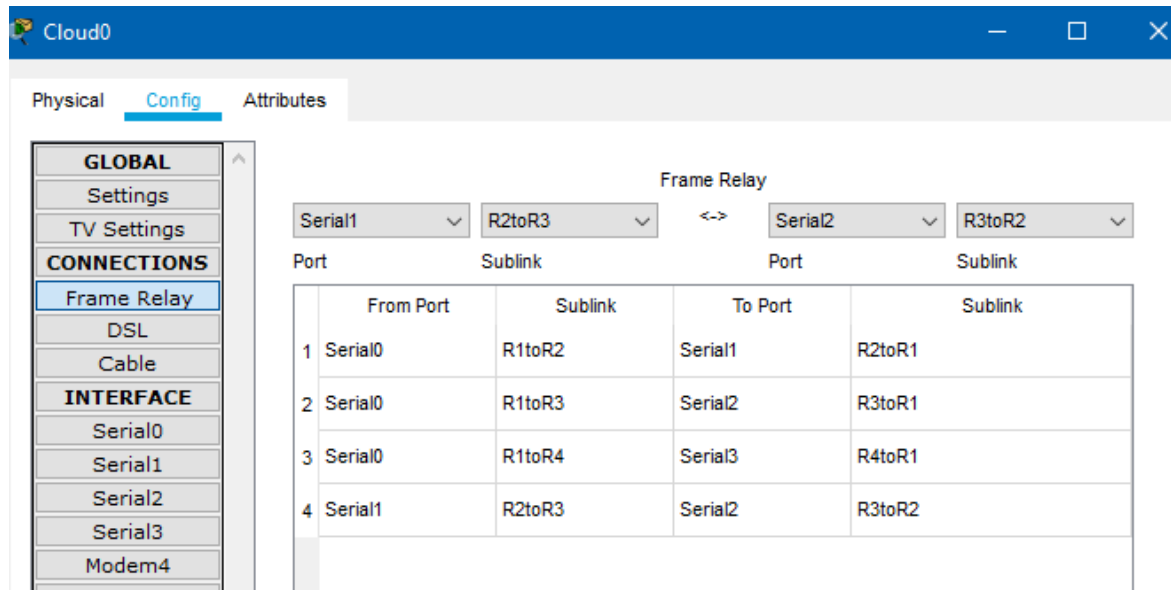 Cloud0
Physical Config Attributes
GLOBAL
Settings
TV Settings
CONNECTIONS
Frame Relay
DSL
Cable
INTERFACE
Serial0
Serial1
Serial2
Serial3
Modem4
Frame Relay
Serial1 R2toR3 <-> Serial2 R3toR2
Port Sublink Port Sublink
From Port Sublink To Port Sublink
1 Serial0 R1toR2 Serial1 R2toR1
2 Serial0 R1toR3 Serial2 R3toR1
3 Serial0 R1toR4 Serial3 R4toR1
4 Serial1 R2toR3 Serial2 R3toR2